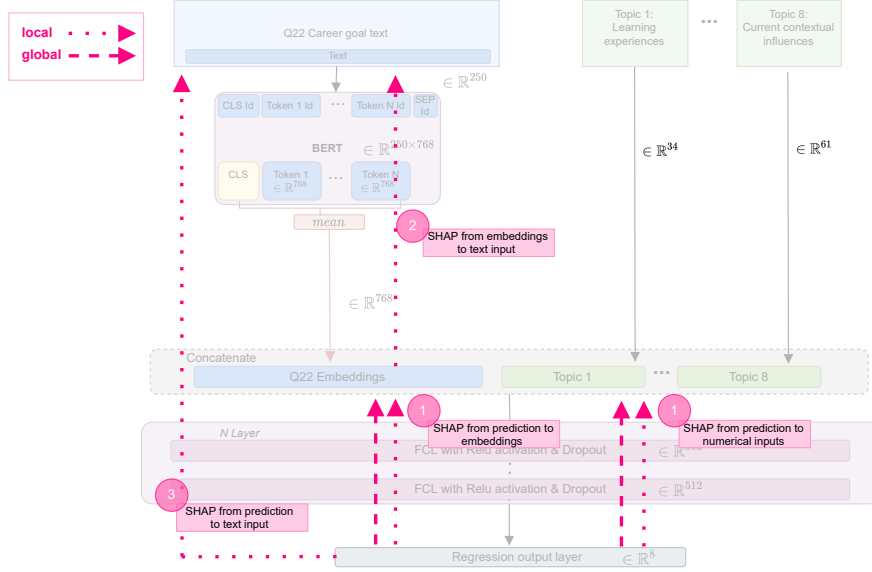 local
global
Q22 Career goal text
Text
Topic 1:
Learning
experiences
...
Topic 8:
Current contextual
influences
∈ ℝ^250
CLS Id
Token 1 Id
...
Token N Id
SEP
Id
BERT
∈ ℝ^250×768
CLS
Token 1
∈ ℝ^768
...
Token N
∈ ℝ^768
mean
∈ ℝ^34
∈ ℝ^61
2
SHAP from embeddings
to text input
∈ ℝ^768
Concatenate
Q22 Embeddings
Topic 1
...
Topic 8
1
SHAP from prediction to
embeddings
1
SHAP from prediction to
numerical inputs
N Layer
FCL with Relu activation & Dropout
FCL with Relu activation & Dropout
∈ ℝ^512
3
SHAP from prediction
to text input
Regression output layer
∈ ℝ^8